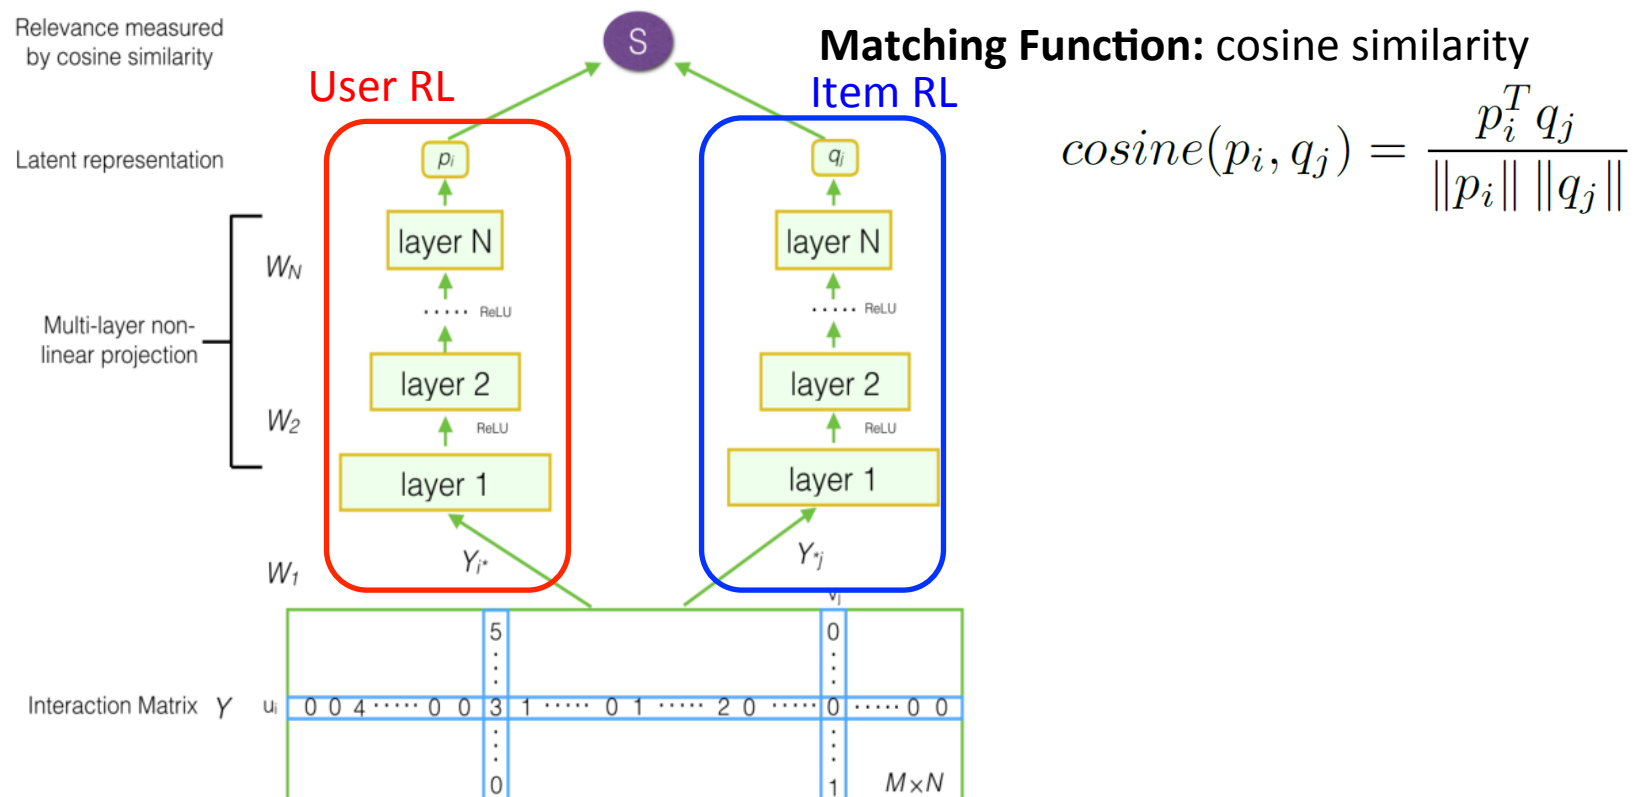 Relevance measured
by cosine similarity
S
Matching Function: cosine similarity
User RL
Item RL
cosine(p_i, q_j) = \frac{p_i^T q_j}{\|p_i\| \|q_j\|}
Latent representation
p_i
q_j
layer N
layer N
W_N
..... ReLU
..... ReLU
Multi-layer non-
linear projection
layer 2
layer 2
W_2
ReLU
ReLU
layer 1
layer 1
Y_{i*}
Y_{*j}
W_1
v_j
5
0
Interaction Matrix Y
u_i
0 0 4 ..... 0 0 3 1 ..... 0 1 ..... 2 0 ..... 0 ..... 0 0
0
1
M×N